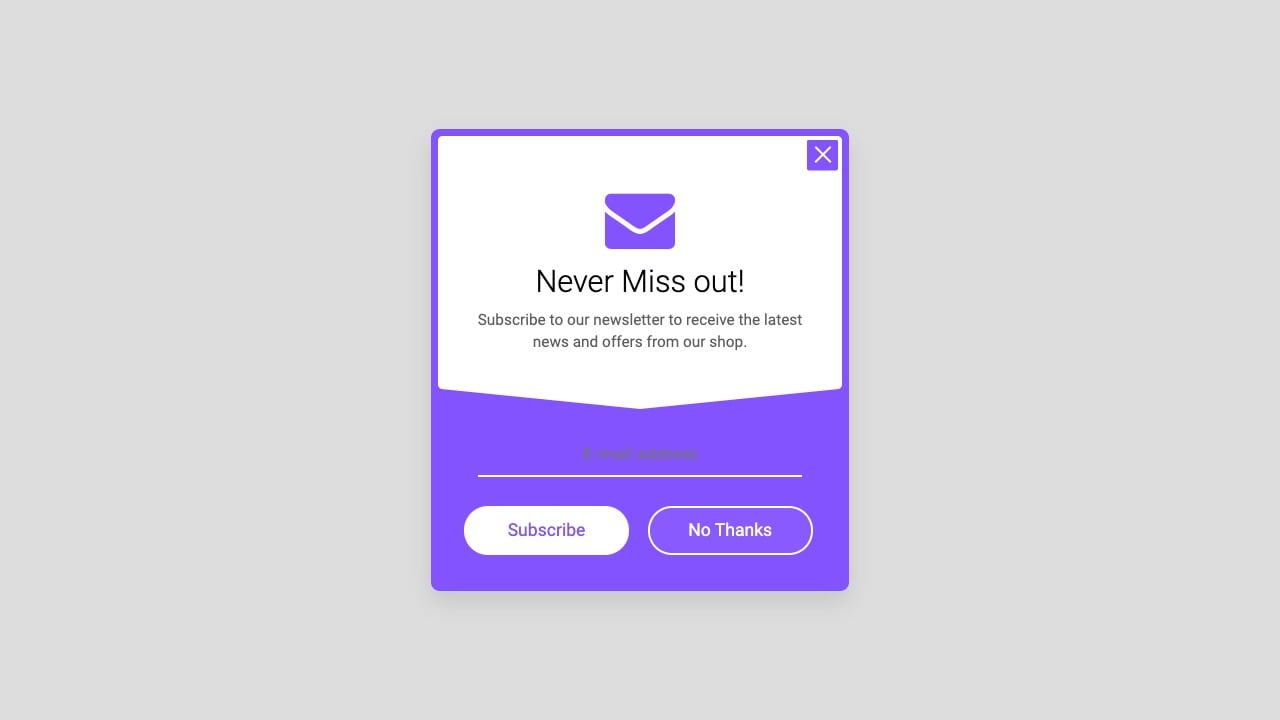 Never Miss out!
Subscribe to our newsletter to receive the latest
news and offers from our shop.
E-mail address
Subscribe
No Thanks